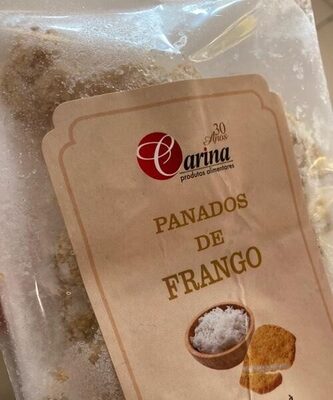 30
Anos
Carina
produtos alimentares
PANADOS
DE
FRANGO